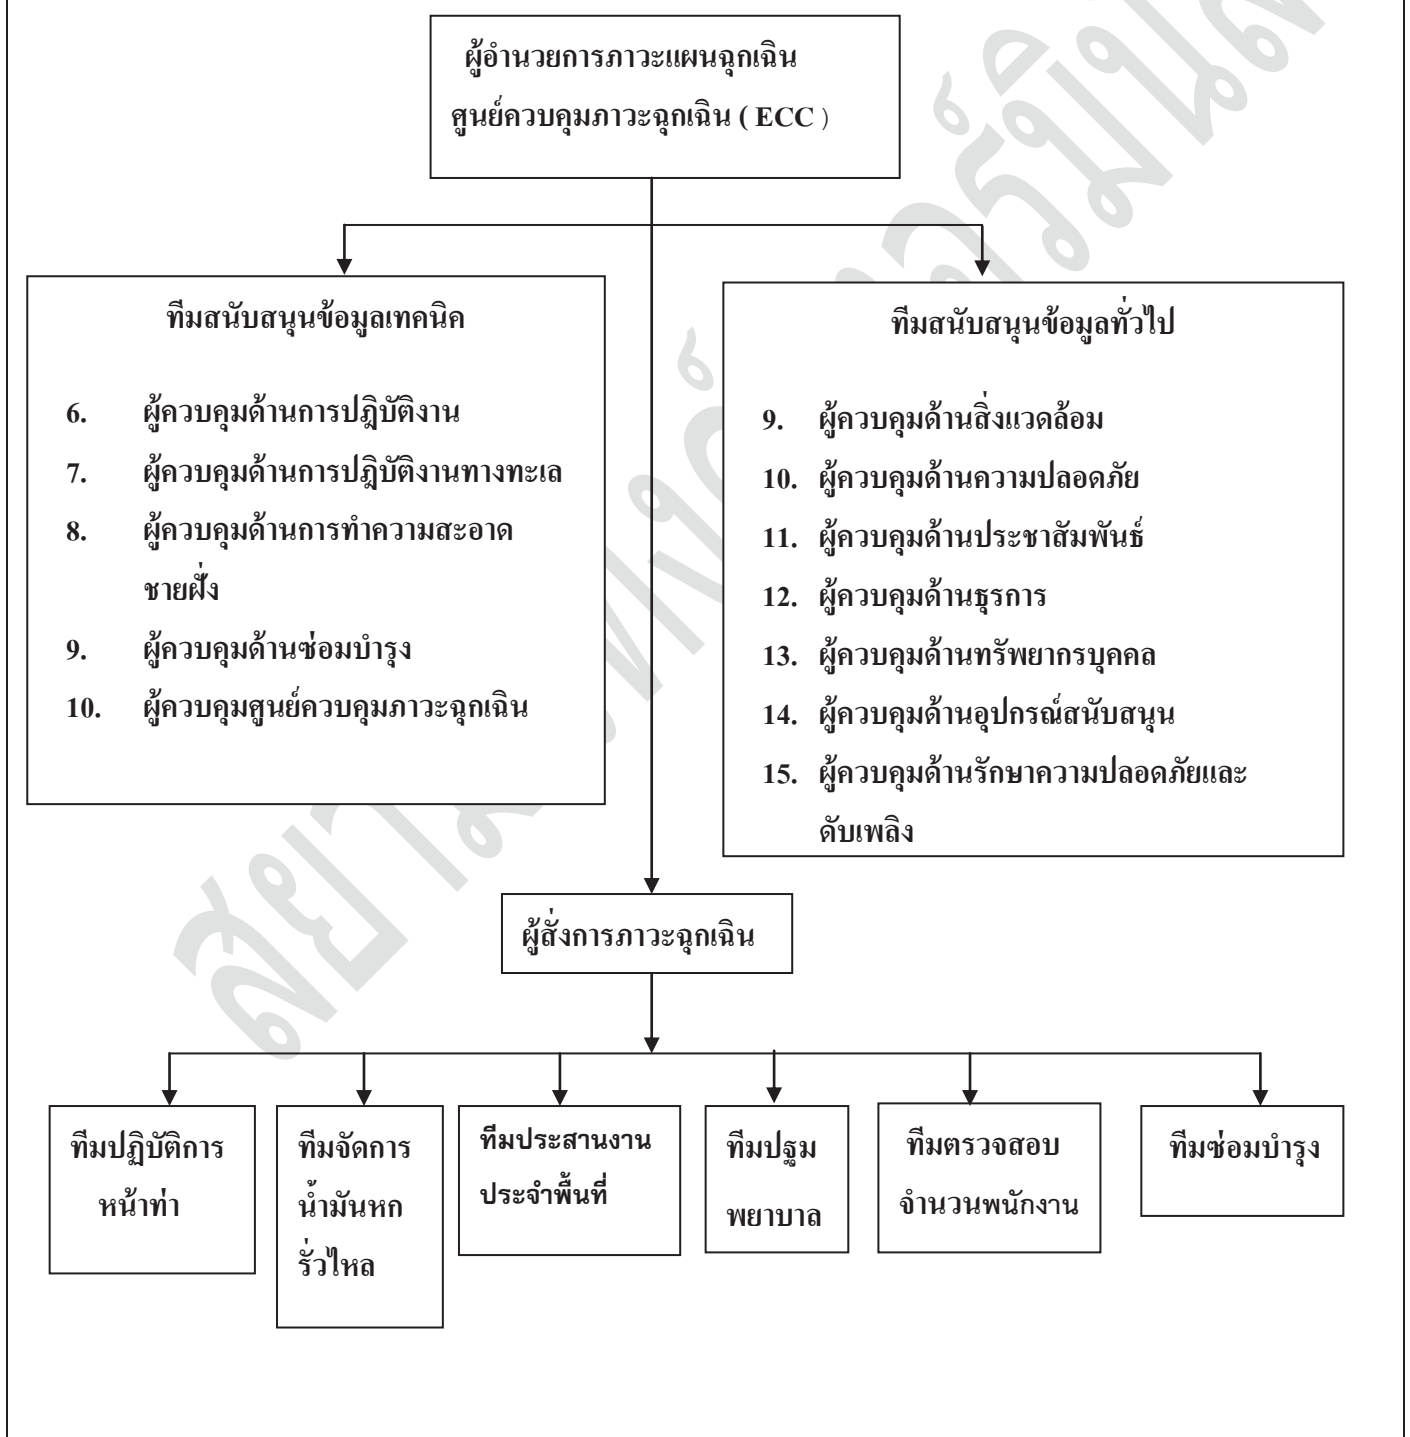 ผู้อำนวยการภาวะแผนฉุกเฉิน
ศูนย์ควบคุมภาวะฉุกเฉิน ( ECC )
ทีมสนับสนุนข้อมูลเทคนิค
6. ผู้ควบคุมด้านการปฎิบัติงาน
7. ผู้ควบคุมด้านการปฎิบัติงานทางทะเล
8. ผู้ควบคุมด้านการทำความสะอาด
ชายฝั่ง
9. ผู้ควบคุมด้านซ่อมบำรุง
10. ผู้ควบคุมศูนย์ควบคุมภาวะฉุกเฉิน
ทีมสนับสนุนข้อมูลทั่วไป
9. ผู้ควบคุมด้านสิ่งแวดล้อม
10. ผู้ควบคุมด้านความปลอดภัย
11. ผู้ควบคุมด้านประชาสัมพันธ์
12. ผู้ควบคุมด้านธุรการ
13. ผู้ควบคุมด้านทรัพยากรบุคคล
14. ผู้ควบคุมด้านอุปกรณ์สนับสนุน
15. ผู้ควบคุมด้านรักษาความปลอดภัยและ
ดับเพลิง
ผู้สั่งการภาวะฉุกเฉิน
ทีมปฏิบัติการ
หน้าท่า
ทีมจัดการ
น้ำมันหก
รั่วไหล
ทีมประสานงาน
ประจำพื้นที่
ทีมปฐม
พยาบาล
ทีมตรวจสอบ
จำนวนพนักงาน
ทีมซ่อมบำรุง